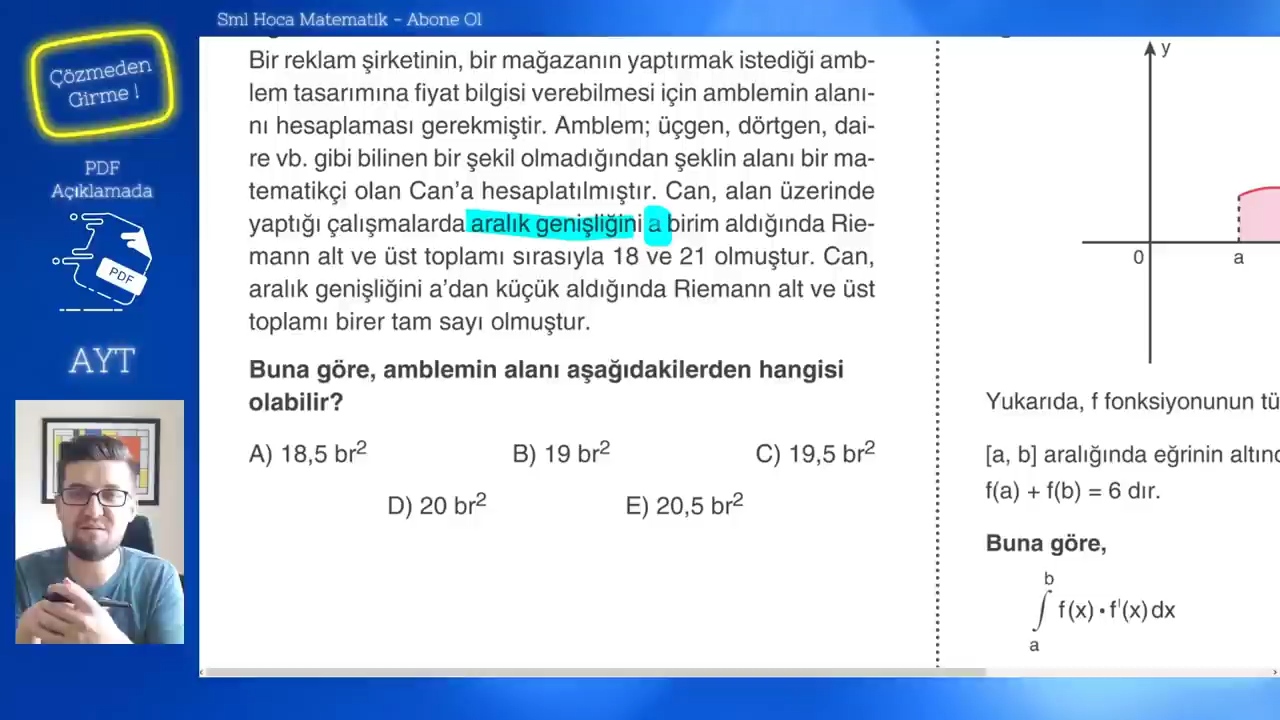 Sml Hoca Matematik - Abone Ol
Çözmeden
Girme !
PDF
Açıklamada
PDF
AYT
Bir reklam şirketinin, bir mağazanın yaptırmak istediği amb-
lem tasarımına fiyat bilgisi verebilmesi için amblemin alanı-
nı hesaplaması gerekmiştir. Amblem; üçgen, dörtgen, dai-
re vb. gibi bilinen bir şekil olmadığından şeklin alanı bir ma-
tematikçi olan Can'a hesaplatılmıştır. Can, alan üzerinde
yaptığı çalışmalarda aralık genişliğini a birim aldığında Rie-
mann alt ve üst toplamı sırasıyla 18 ve 21 olmuştur. Can,
aralık genişliğini a'dan küçük aldığında Riemann alt ve üst
toplamı birer tam sayı olmuştur.
Buna göre, amblemin alanı aşağıdakilerden hangisi
olabilir?
A) 18,5 br² B) 19 br² C) 19,5 br²
D) 20 br² E) 20,5 br²
y
0 a
Yukarıda, f fonksiyonunun tü
[a, b] aralığında eğrinin altınd
f(a) + f(b) = 6 dır.
Buna göre,
b
∫ f(x) • f'(x) dx
a